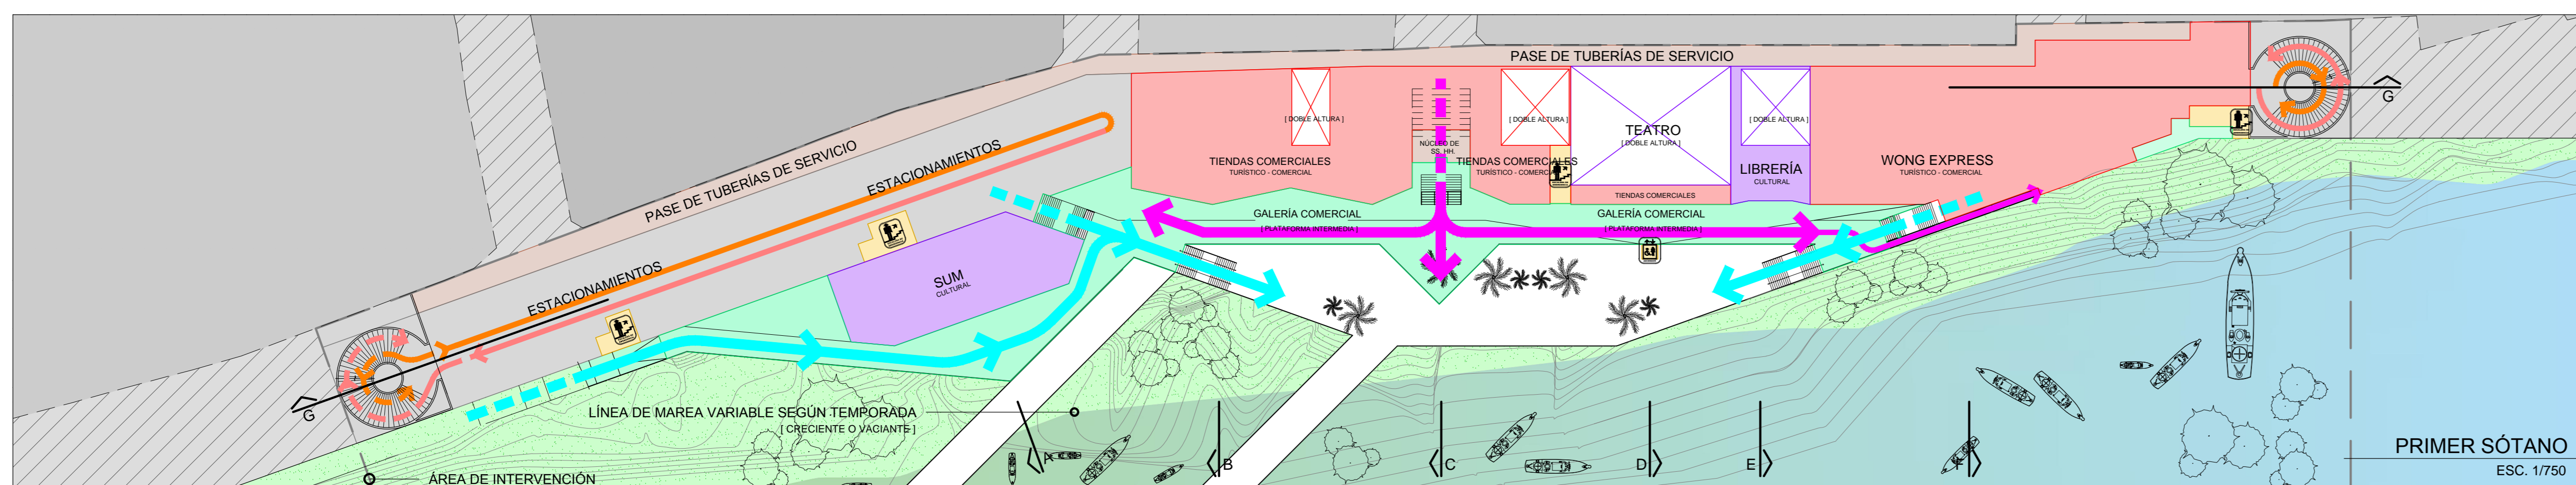 PASE DE TUBERÍAS DE SERVICIO
PASE DE TUBERÍAS DE SERVICIO
ESTACIONAMIENTOS
ESTACIONAMIENTOS
SUM
CULTURAL
[ DOBLE ALTURA ]
TIENDAS COMERCIALES
TURÍSTICO - COMERCIAL
NÚCLEO DE
SS. HH.
[ DOBLE ALTURA ]
TIENDAS COMERCIALES
TURÍSTICO - COMERCIAL
TEATRO
[ DOBLE ALTURA ]
TIENDAS COMERCIALES
[ DOBLE ALTURA ]
LIBRERÍA
CULTURAL
WONG EXPRESS
TURÍSTICO - COMERCIAL
GALERÍA COMERCIAL
[ PLATAFORMA INTERMEDIA ]
GALERÍA COMERCIAL
[ PLATAFORMA INTERMEDIA ]
G
G
LÍNEA DE MAREA VARIABLE SEGÚN TEMPORADA
[ CRECIENTE O VACIANTE ]
ÁREA DE INTERVENCIÓN
A
B
C
D
E
F
PRIMER SÓTANO
ESC. 1/750